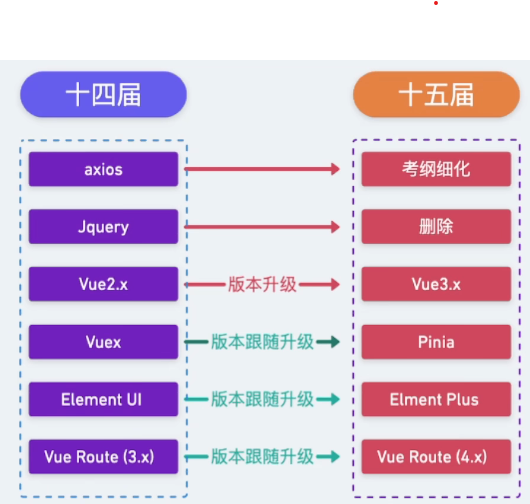 十四届 十五届
axios 考纲细化
Jquery 删除
Vue2.x 版本升级 Vue3.x
Vuex 版本跟随升级 Pinia
Element UI 版本跟随升级 Elment Plus
Vue Route (3.x) 版本跟随升级 Vue Route (4.x)